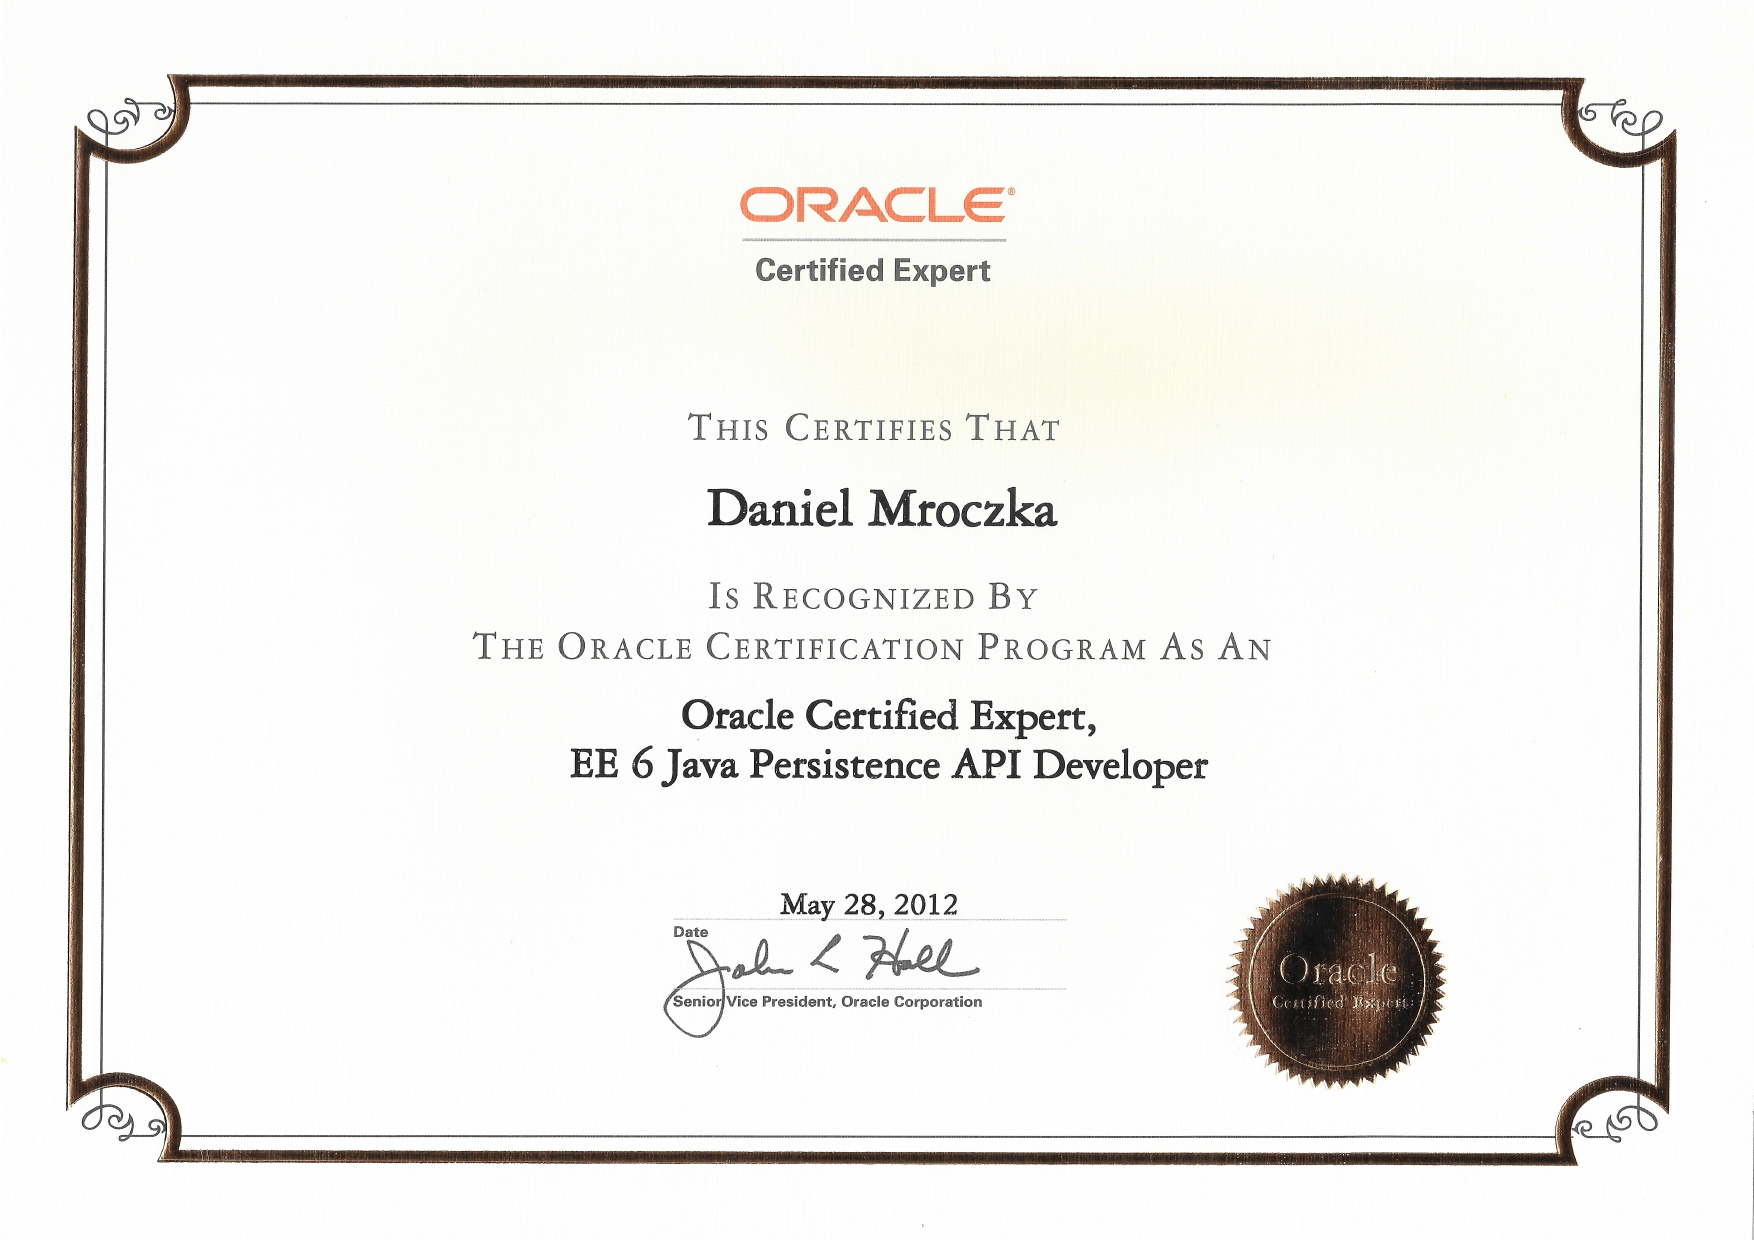 ORACLE®
Certified Expert
THIS CERTIFIES THAT
Daniel Mroczka
IS RECOGNIZED BY
THE ORACLE CERTIFICATION PROGRAM AS AN
Oracle Certified Expert,
EE 6 Java Persistence API Developer
May 28, 2012
Date
John L Hall
Senior Vice President, Oracle Corporation
Oracle
Certified Expert